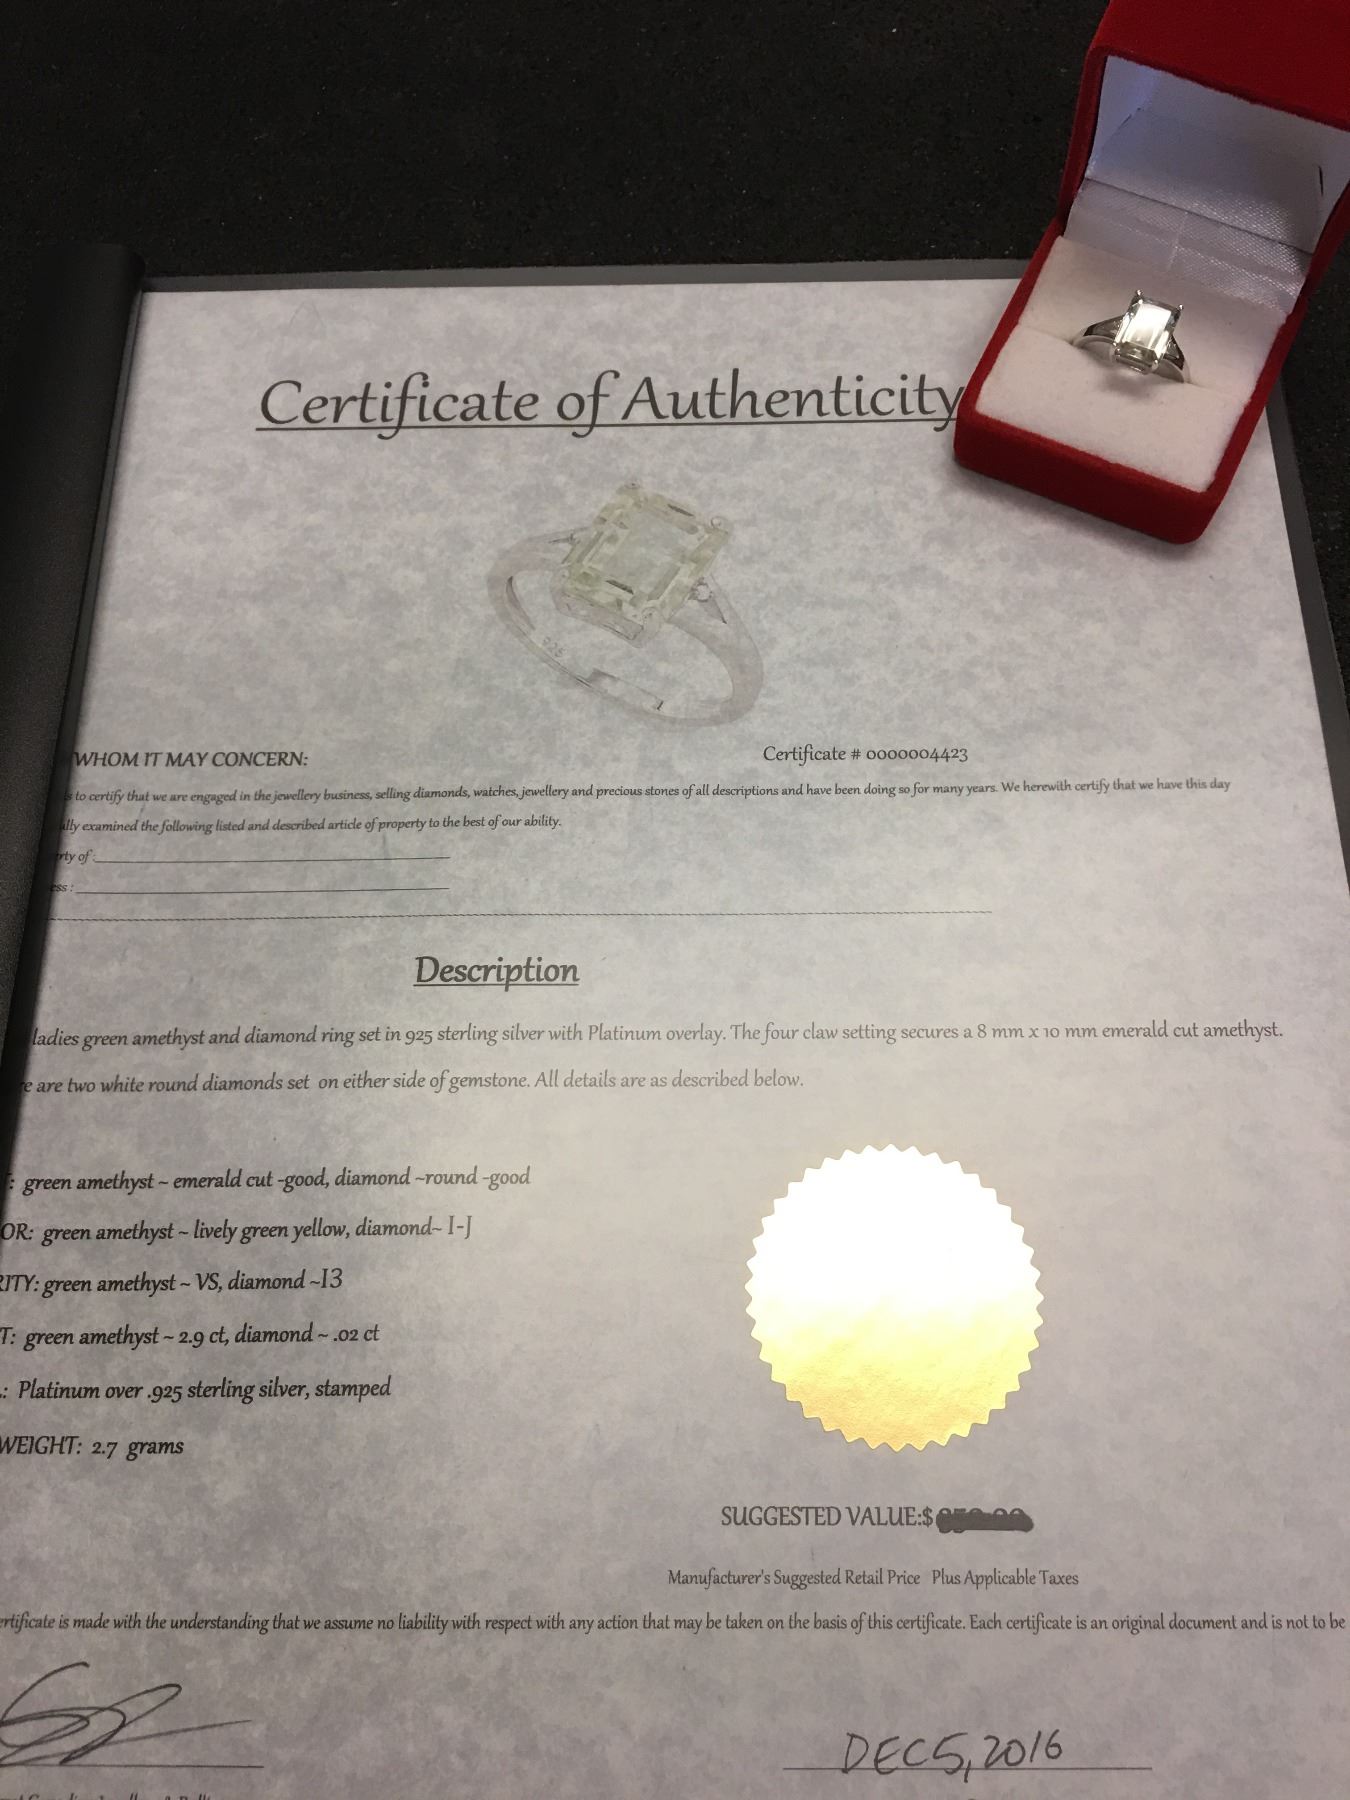 Certificate of Authenticity
925
WHOM IT MAY CONCERN:
Certificate # 0000004423
to certify that we are engaged in the jewellery business, selling diamonds, watches, jewellery and precious stones of all descriptions and have been doing so for many years. We herewith certify that we have this day
examined the following listed and described article of property to the best of our ability.
of:
Description
ladies green amethyst and diamond ring set in 925 sterling silver with Platinum overlay. The four claw setting secures a 8 mm x 10 mm emerald cut amethyst.
are two white round diamonds set on either side of gemstone. All details are as described below.
: green amethyst ~ emerald cut -good, diamond ~round -good
OR: green amethyst ~ lively green yellow, diamond~ I-J
RITY: green amethyst ~ VS, diamond ~I3
T: green amethyst ~ 2.9 ct, diamond ~ .02 ct
.: Platinum over .925 sterling silver, stamped
WEIGHT: 2.7 grams
SUGGESTED VALUE:$
Manufacturer's Suggested Retail Price Plus Applicable Taxes
ertificate is made with the understanding that we assume no liability with respect with any action that may be taken on the basis of this certificate. Each certificate is an original document and is not to be
DEC 5, 2016